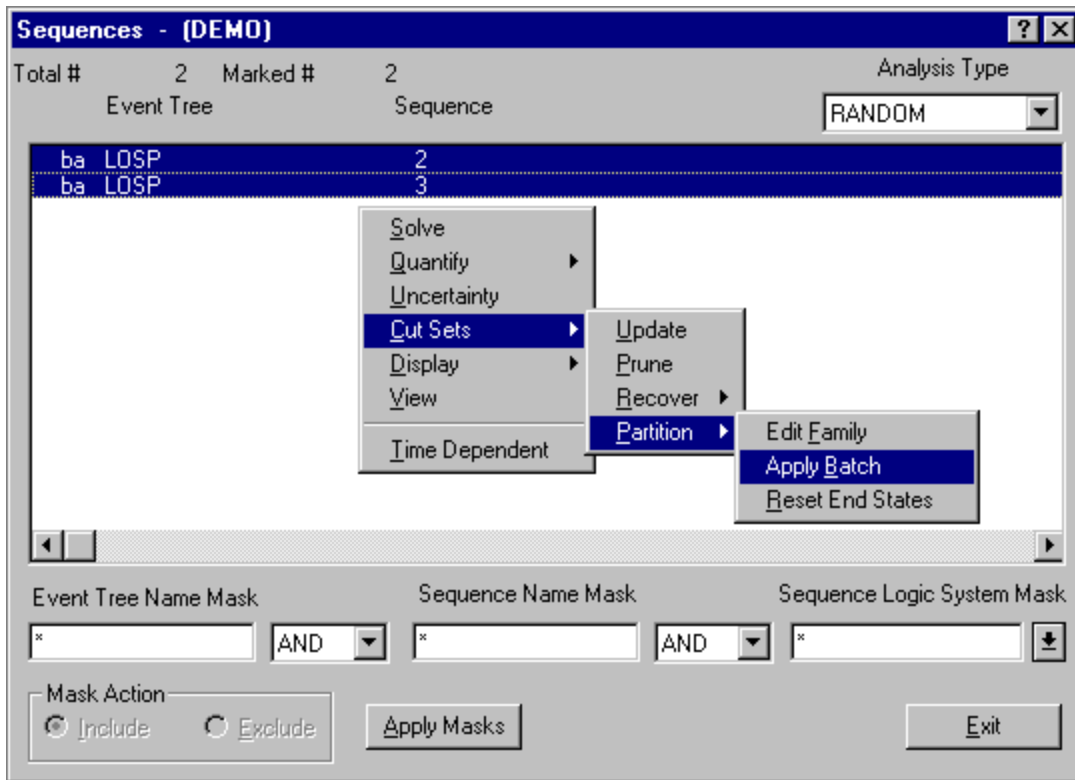 Sequences - (DEMO)
Total # 2 Marked # 2
Analysis Type
Event Tree Sequence
RANDOM
ba LOSP 2
ba LOSP 3
Solve
Quantify
Uncertainty
Cut Sets
Display
View
Time Dependent
Update
Prune
Recover
Partition
Edit Family
Apply Batch
Reset End States
Event Tree Name Mask Sequence Name Mask Sequence Logic System Mask
* AND * AND *
Mask Action
Include Exclude
Apply Masks
Exit